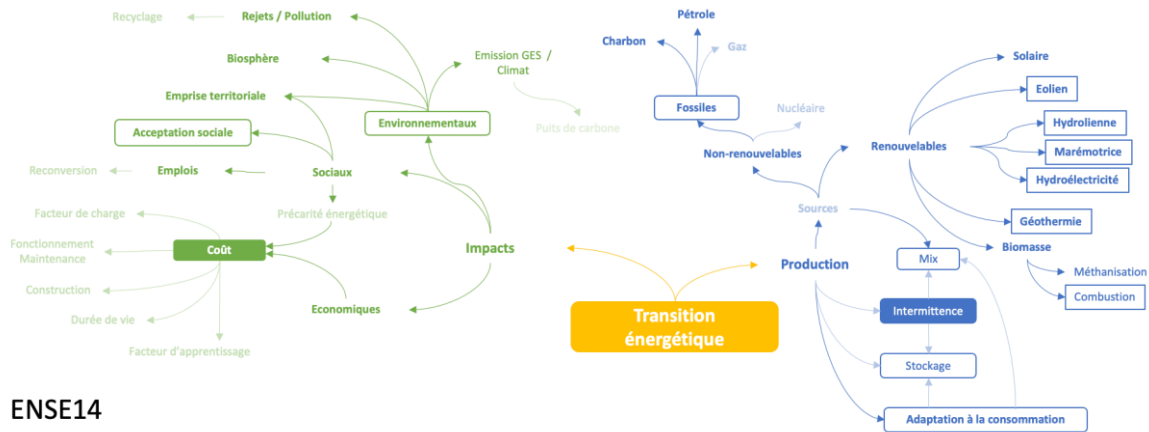 Recyclage
Rejets / Pollution
Biosphère
Emission GES /
Climat
Emprise territoriale
Environnementaux
Puits de carbone
Acceptation sociale
Reconversion
Emplois
Sociaux
Facteur de charge
Précarité énergétique
Fonctionnement
Maintenance
Coût
Impacts
Construction
Economiques
Durée de vie
Facteur d'apprentissage
Transition
énergétique
Pétrole
Charbon
Gaz
Fossiles
Nucléaire
Non-renouvelables
Sources
Production
Renouvelables
Solaire
Eolien
Hydrolienne
Marémotrice
Hydroélectricité
Géothermie
Biomasse
Méthanisation
Combustion
Mix
Intermittence
Stockage
Adaptation à la consommation
ENSE14